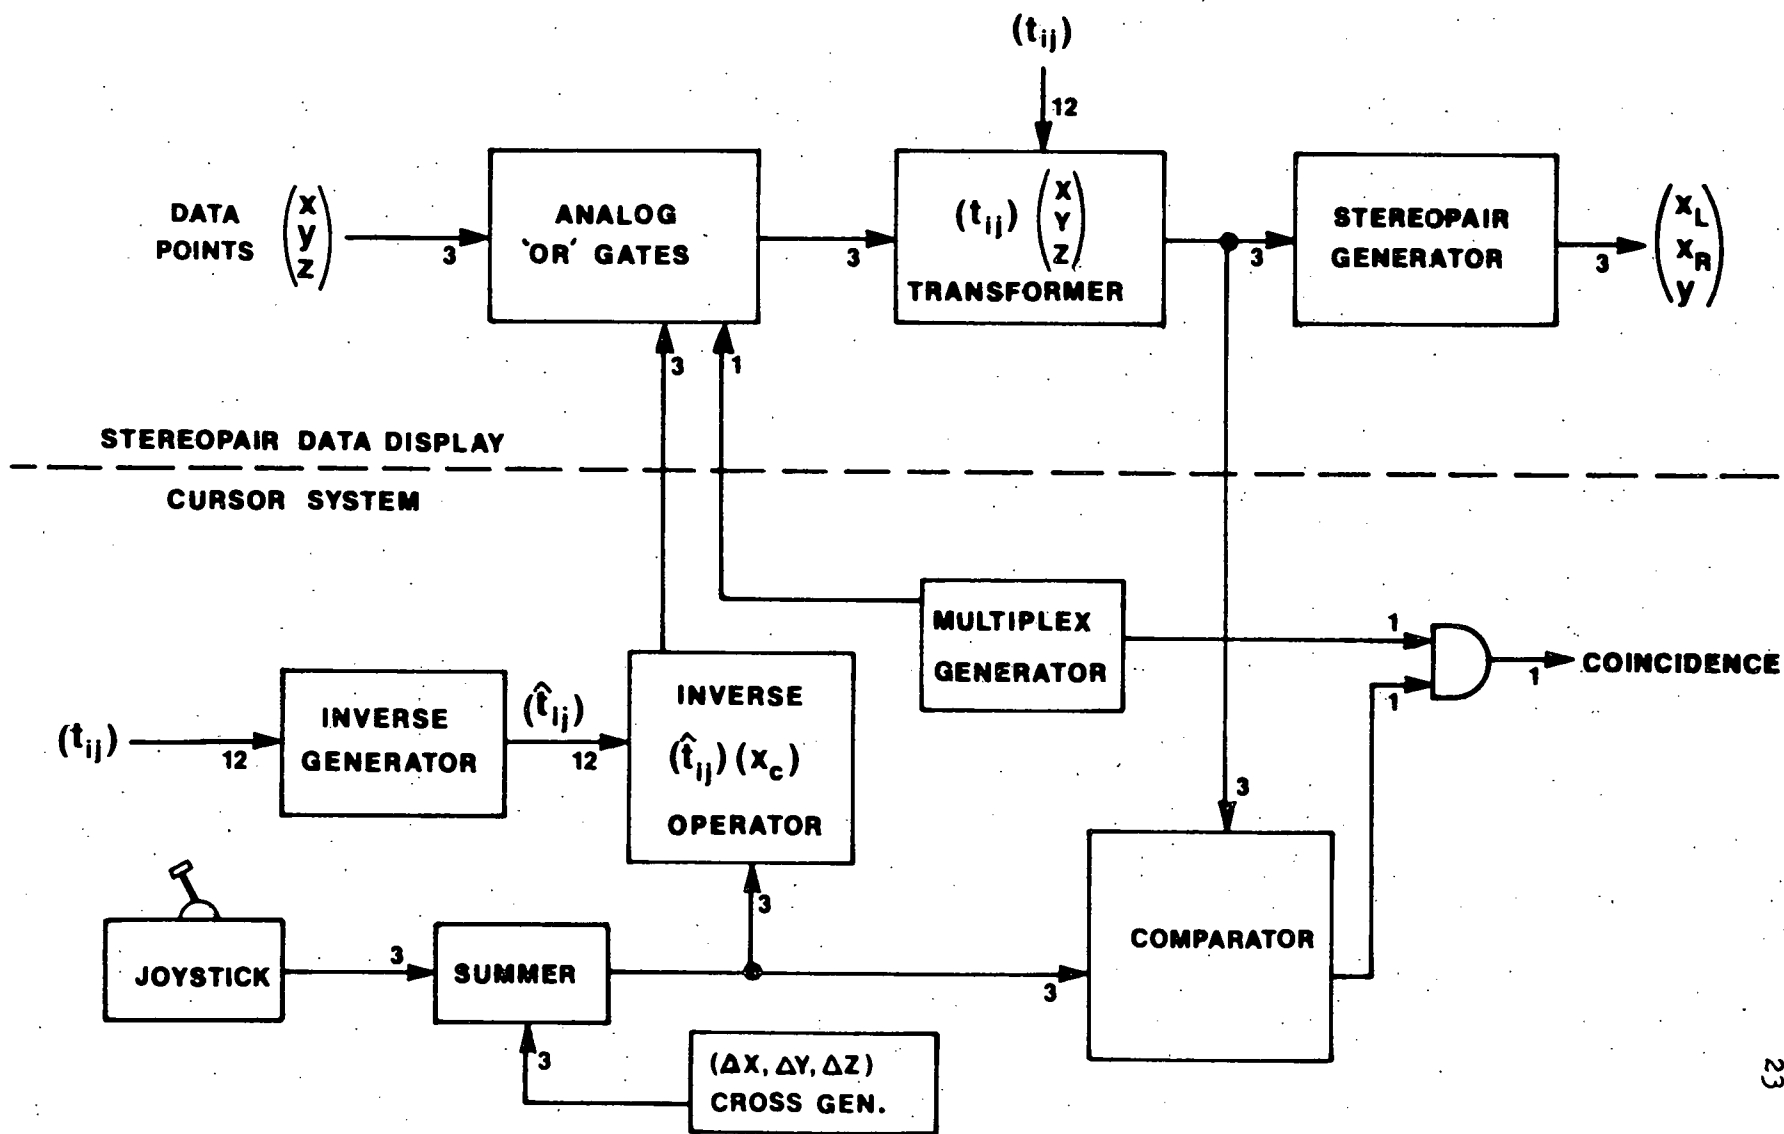 (tij)
12
DATA
POINTS
(x
y
z)
3
ANALOG
'OR' GATES
3
(tij) (X
Y
Z)
TRANSFORMER
3
STEREOPAIR
GENERATOR
3
(xL
xR
y)
3
1
STEREOPAIR DATA DISPLAY
CURSOR SYSTEM
MULTIPLEX
GENERATOR
1
1
1
COINCIDENCE
(tij)
12
INVERSE
GENERATOR
(t̂ij)
12
INVERSE
(t̂ij)(xc)
OPERATOR
3
3
JOYSTICK
3
SUMMER
3
3
COMPARATOR
(ΔX, ΔY, ΔZ)
CROSS GEN.
23